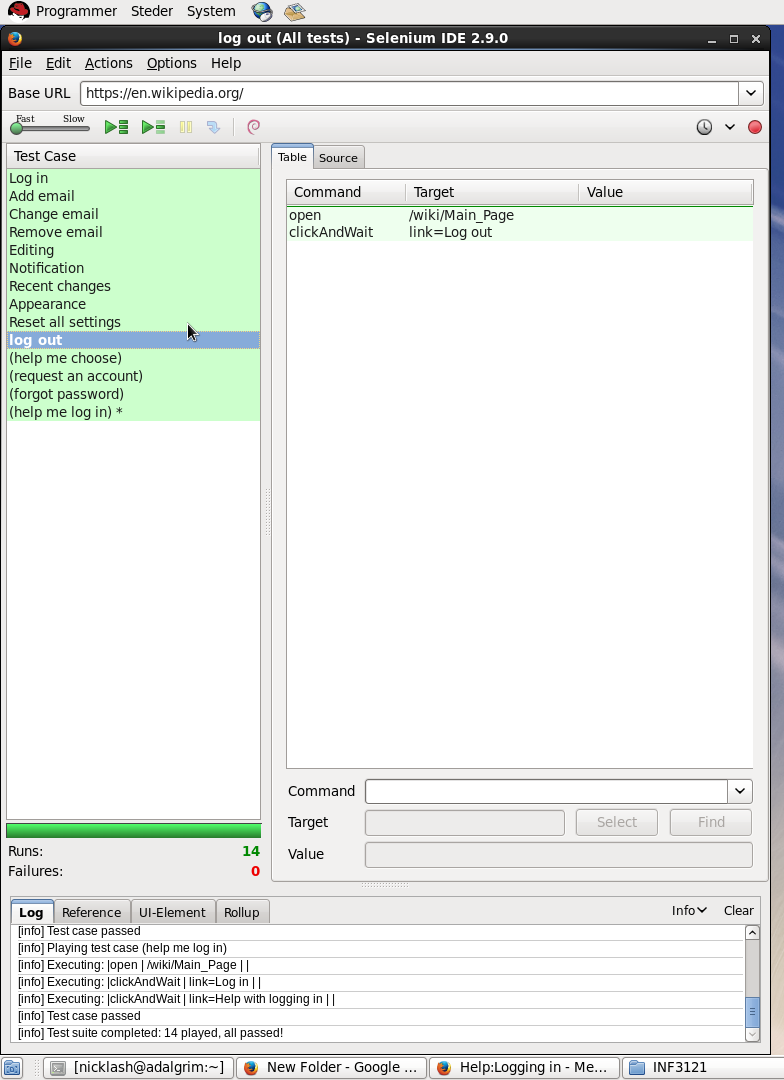 Programmer Steder System
log out (All tests) - Selenium IDE 2.9.0
File Edit Actions Options Help
Base URL https://en.wikipedia.org/
Fast Slow
Test Case
Log in
Add email
Change email
Remove email
Editing
Notification
Recent changes
Appearance
Reset all settings
log out
(help me choose)
(request an account)
(forgot password)
(help me log in) *
Runs: 14
Failures: 0
Table Source
Command Target Value
open /wiki/Main_Page
clickAndWait link=Log out
Command
Target Select Find
Value
Log Reference UI-Element Rollup Info Clear
[info] Test case passed
[info] Playing test case (help me log in)
[info] Executing: |open | /wiki/Main_Page | |
[info] Executing: |clickAndWait | link=Log in | |
[info] Executing: |clickAndWait | link=Help with logging in | |
[info] Test case passed
[info] Test suite completed: 14 played, all passed!
[nicklash@adalgrim:~] New Folder - Google ... Help:Logging in - Me... INF3121